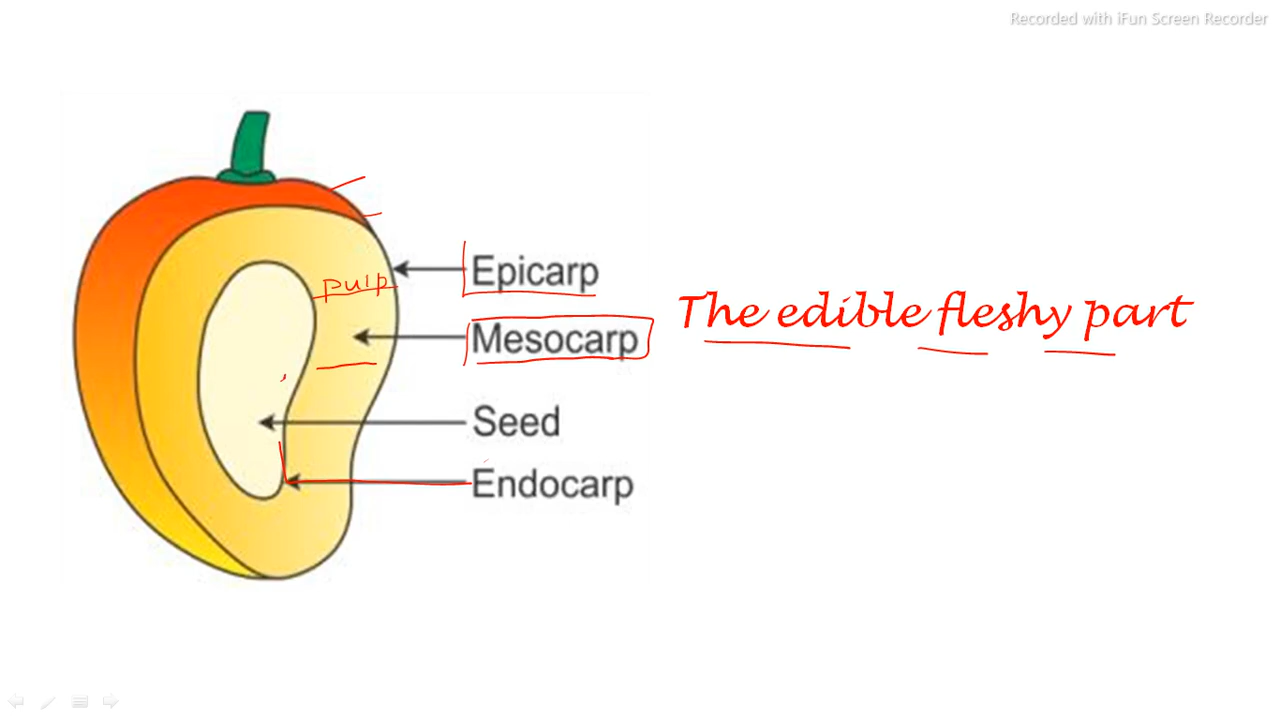 Recorded with iFun Screen Recorder
Epicarp
pulp
The edible fleshy part
Mesocarp
Seed
Endocarp